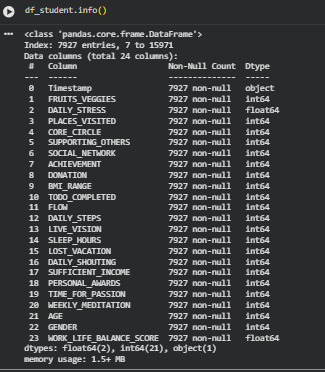 df_student.info()
<class 'pandas.core.frame.DataFrame'>
Index: 7927 entries, 7 to 15971
Data columns (total 24 columns):
 #   Column                   Non-Null Count  Dtype
---  ------                   --------------  -----
 0   Timestamp                7927 non-null   object
 1   FRUITS_VEGGIES           7927 non-null   int64
 2   DAILY_STRESS             7927 non-null   float64
 3   PLACES_VISITED           7927 non-null   int64
 4   CORE_CIRCLE              7927 non-null   int64
 5   SUPPORTING_OTHERS        7927 non-null   int64
 6   SOCIAL_NETWORK           7927 non-null   int64
 7   ACHIEVEMENT              7927 non-null   int64
 8   DONATION                 7927 non-null   int64
 9   BMI_RANGE                7927 non-null   int64
 10  TODO_COMPLETED           7927 non-null   int64
 11  FLOW                     7927 non-null   int64
 12  DAILY_STEPS              7927 non-null   int64
 13  LIVE_VISION              7927 non-null   int64
 14  SLEEP_HOURS              7927 non-null   int64
 15  LOST_VACATION            7927 non-null   int64
 16  DAILY_SHOUTING           7927 non-null   int64
 17  SUFFICIENT_INCOME        7927 non-null   int64
 18  PERSONAL_AWARDS          7927 non-null   int64
 19  TIME_FOR_PASSION         7927 non-null   int64
 20  WEEKLY_MEDITATION        7927 non-null   int64
 21  AGE                      7927 non-null   int64
 22  GENDER                   7927 non-null   int64
 23  WORK_LIFE_BALANCE_SCORE  7927 non-null   float64
dtypes: float64(2), int64(21), object(1)
memory usage: 1.5+ MB